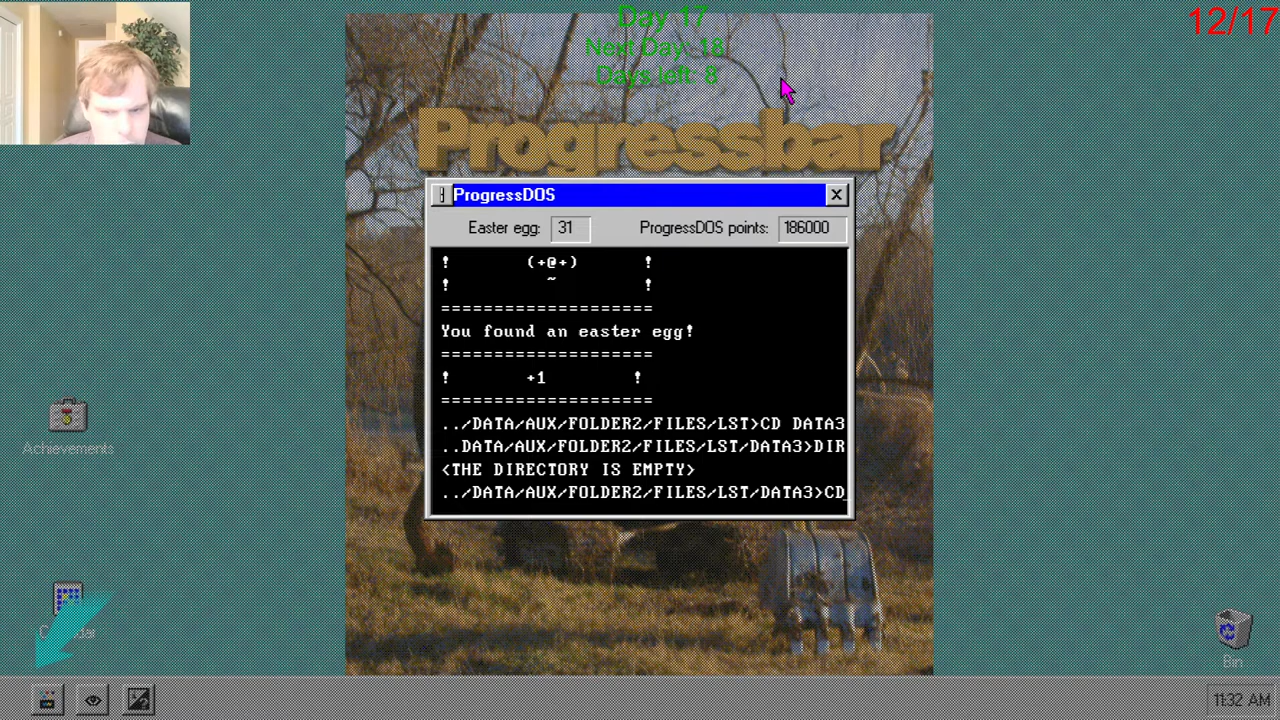 Day 17
Next Day: 18
Days left: 8
12/17
Progressbar
ProgressDOS
Easter egg: 31 ProgressDOS points: 186000
! (+@+) !
! ~ !
====================
You found an easter egg!
====================
! +1 !
====================
../DATA/AUX/FOLDER2/FILES/LST>CD DATA3
..DATA/AUX/FOLDER2/FILES/LST/DATA3>DIR
<THE DIRECTORY IS EMPTY>
../DATA/AUX/FOLDER2/FILES/LST/DATA3>CD_
Achievements
Bin
11:32 AM